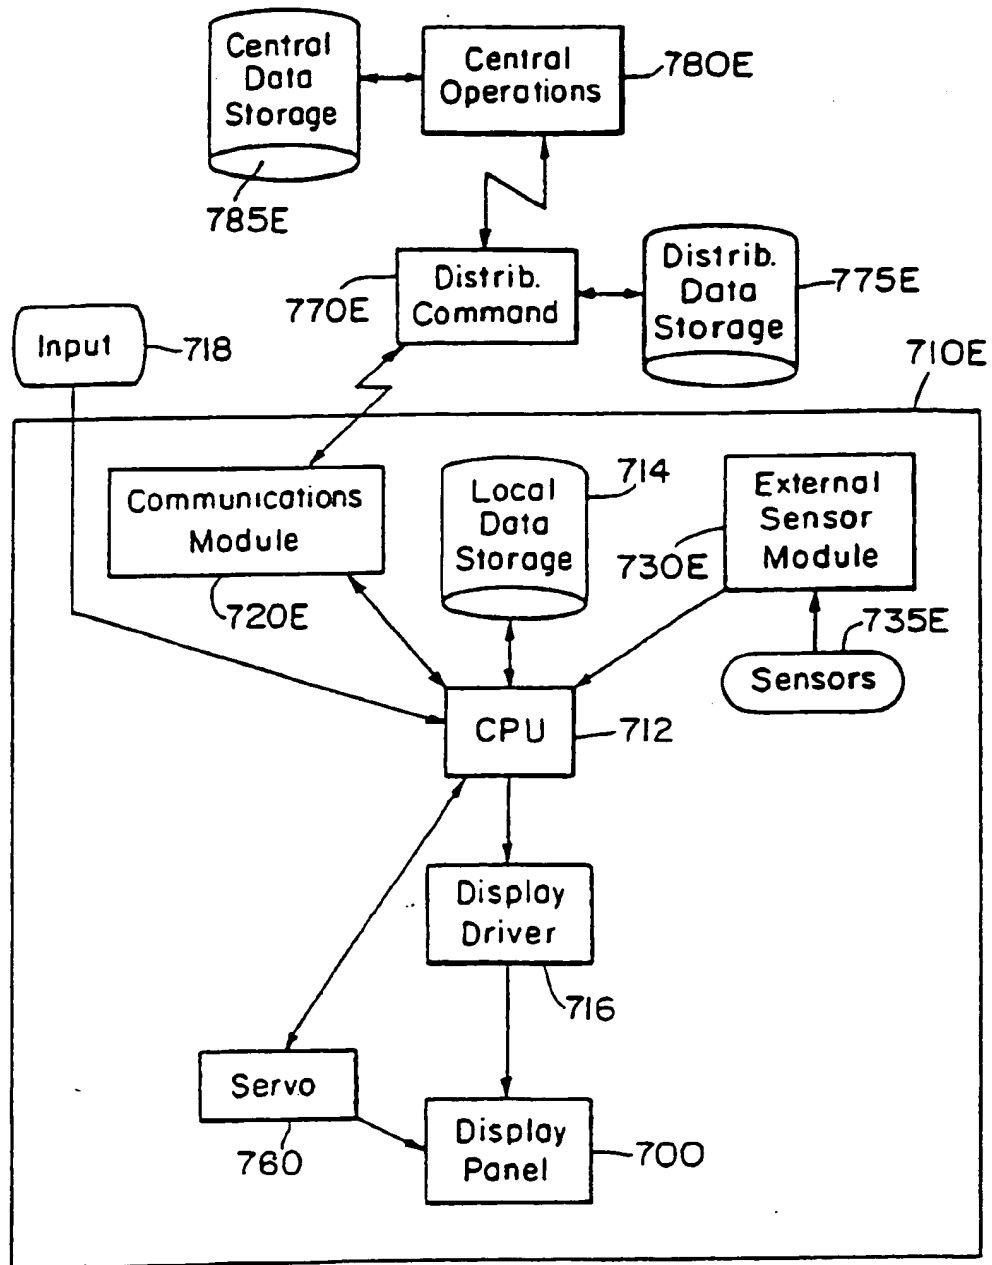 Central
Data
Storage
785E
Central
Operations
780E
Distrib.
Command
770E
Distrib.
Data
Storage
775E
Input
718
710E
Communications
Module
720E
Local
Data
Storage
714
External
Sensor
Module
730E
Sensors
735E
CPU
712
Display
Driver
716
Servo
760
Display
Panel
700